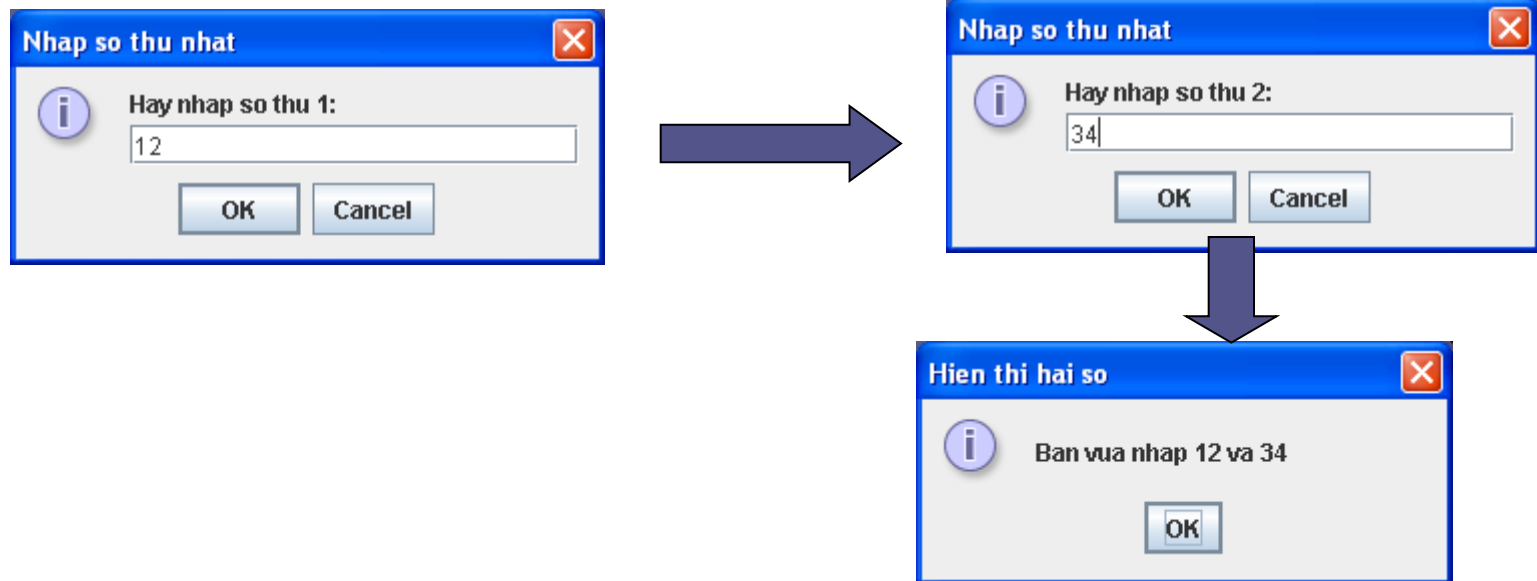 Nhap so thu nhat
Hay nhap so thu 1:
12
OK Cancel
Nhap so thu nhat
Hay nhap so thu 2:
34
OK Cancel
Hien thi hai so
Ban vua nhap 12 va 34
OK